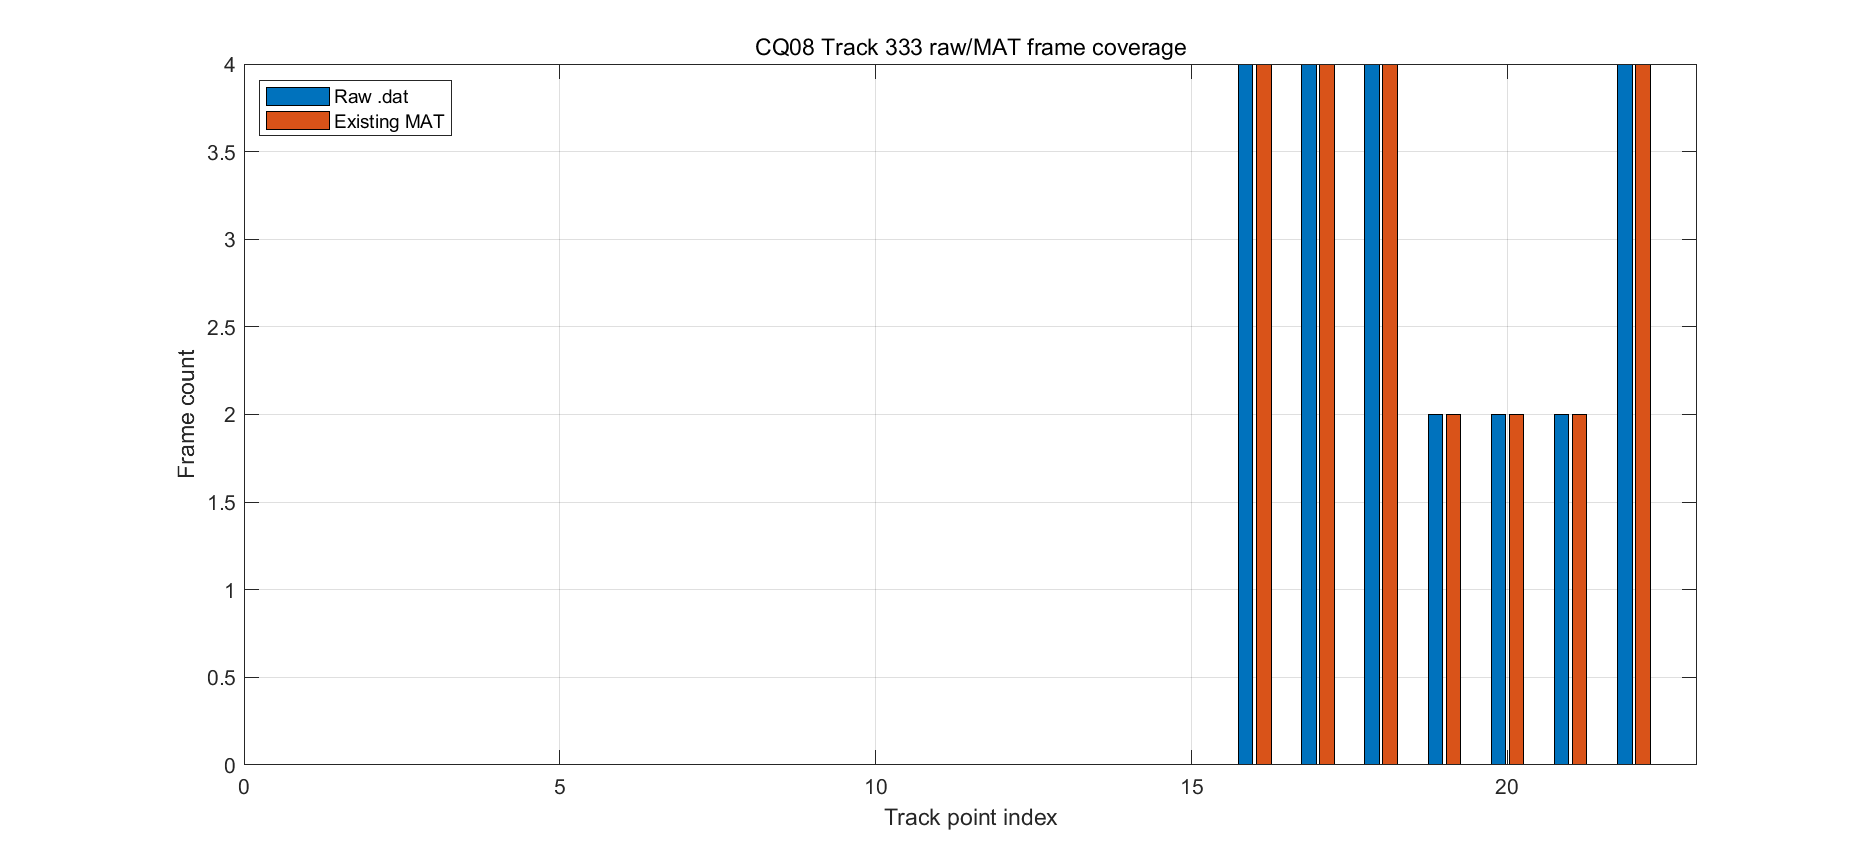 CQ08 Track 333 raw/MAT frame coverage
Raw .dat
Existing MAT
4
3.5
3
2.5
2
1.5
1
0.5
0
Frame count
0 5 10 15 20
Track point index